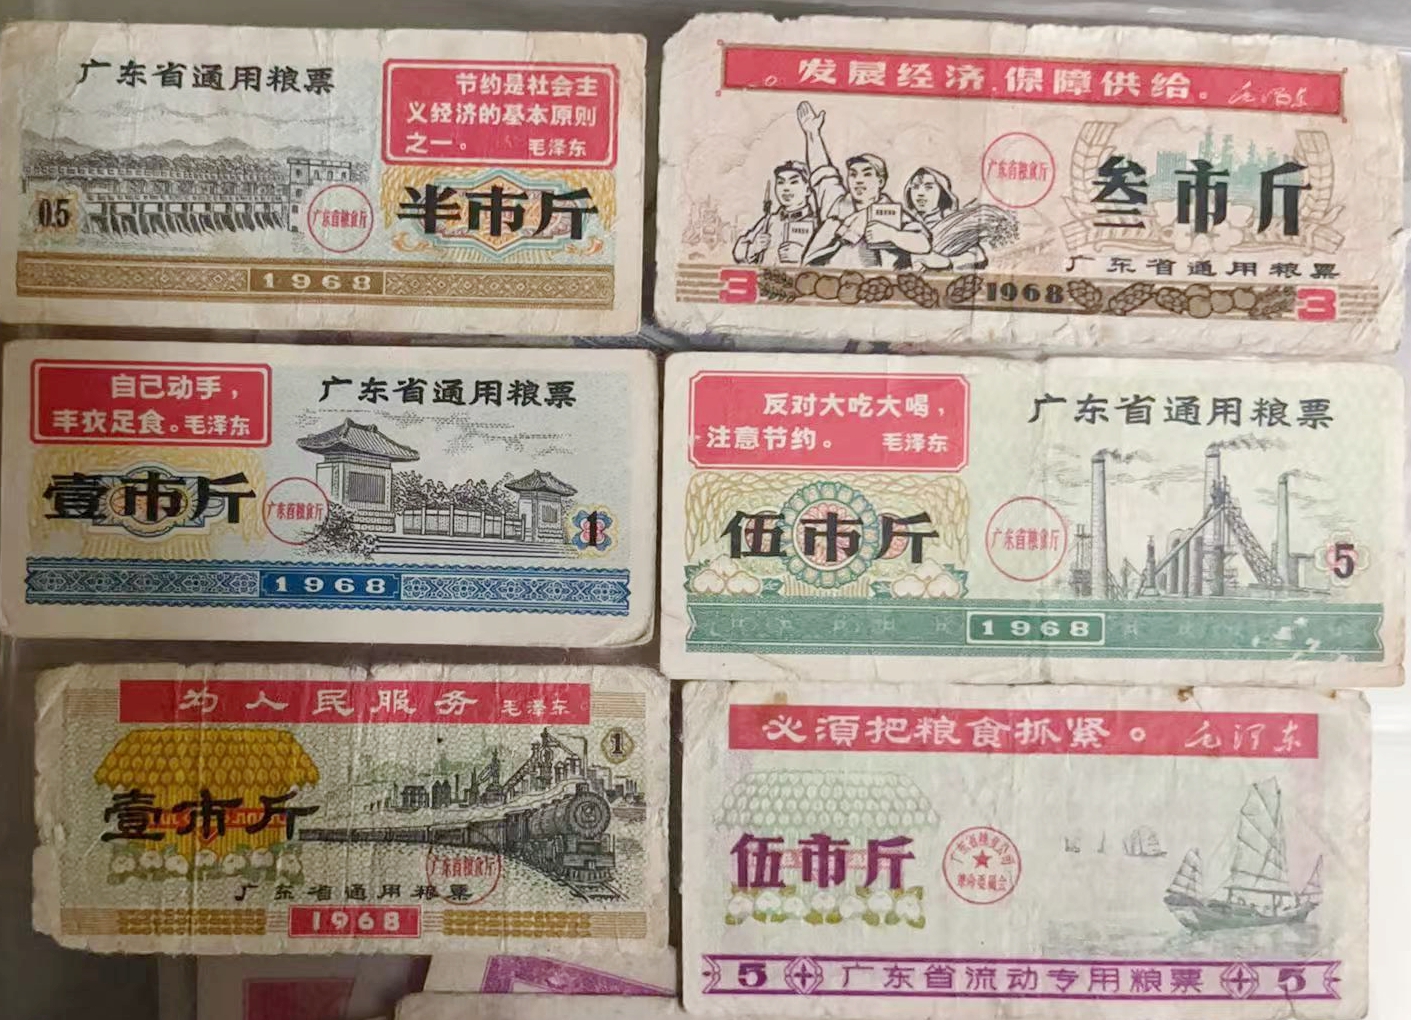 广东省通用粮票
节约是社会主
义经济的基本原则
之一。 毛泽东
0.5
广东省粮食厅
半市斤
1968
发展经济 保障供给。 毛泽东
广东省粮食厅
叁市斤
广东省通用粮票
3
1968
3
自己动手，
丰衣足食。毛泽东
广东省通用粮票
壹市斤
广东省粮食厅
1
1968
反对大吃大喝，
注意节约。 毛泽东
广东省通用粮票
伍市斤
广东省粮食厅
5
1968
为人民服务 毛泽东
1
壹市斤
广东省粮食厅
广东省通用粮票
1968
必须把粮食抓紧。 毛泽东
伍市斤
革命委员会
5 广东省流动专用粮票 5